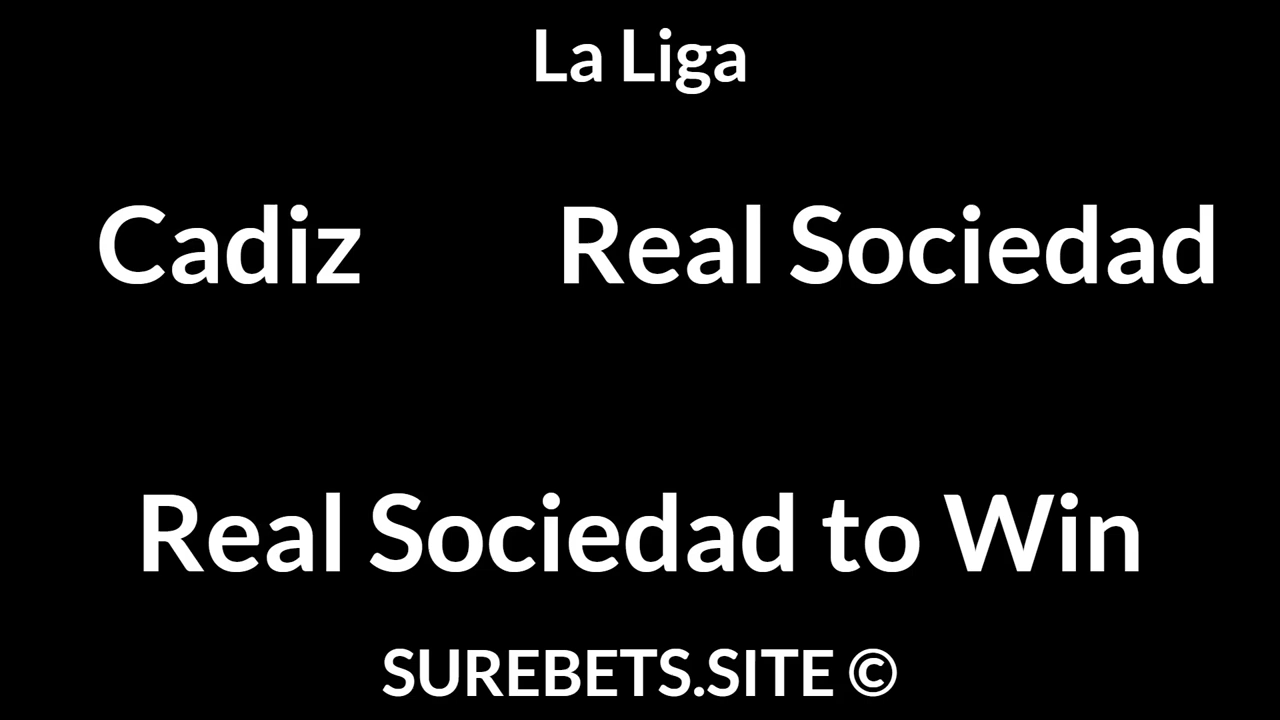 La Liga
Cadiz Real Sociedad
Real Sociedad to Win
SUREBETS.SITE ©